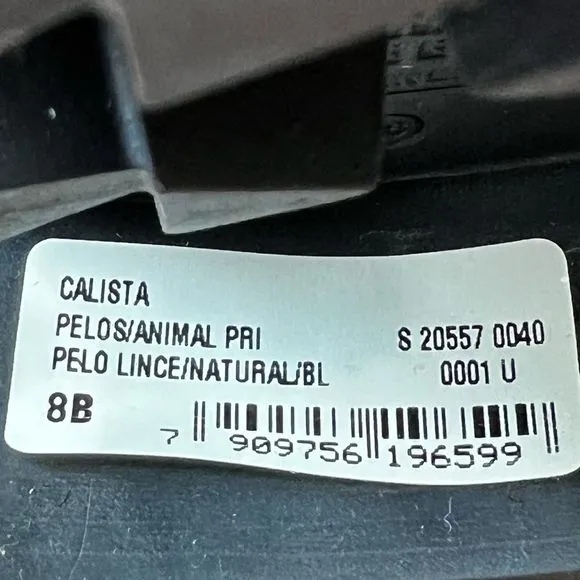 CALISTA
PELOS/ANIMAL PRI S 20557 0040
PELO LINCE/NATURAL/BL 0001 U
8B
7 909756 196599